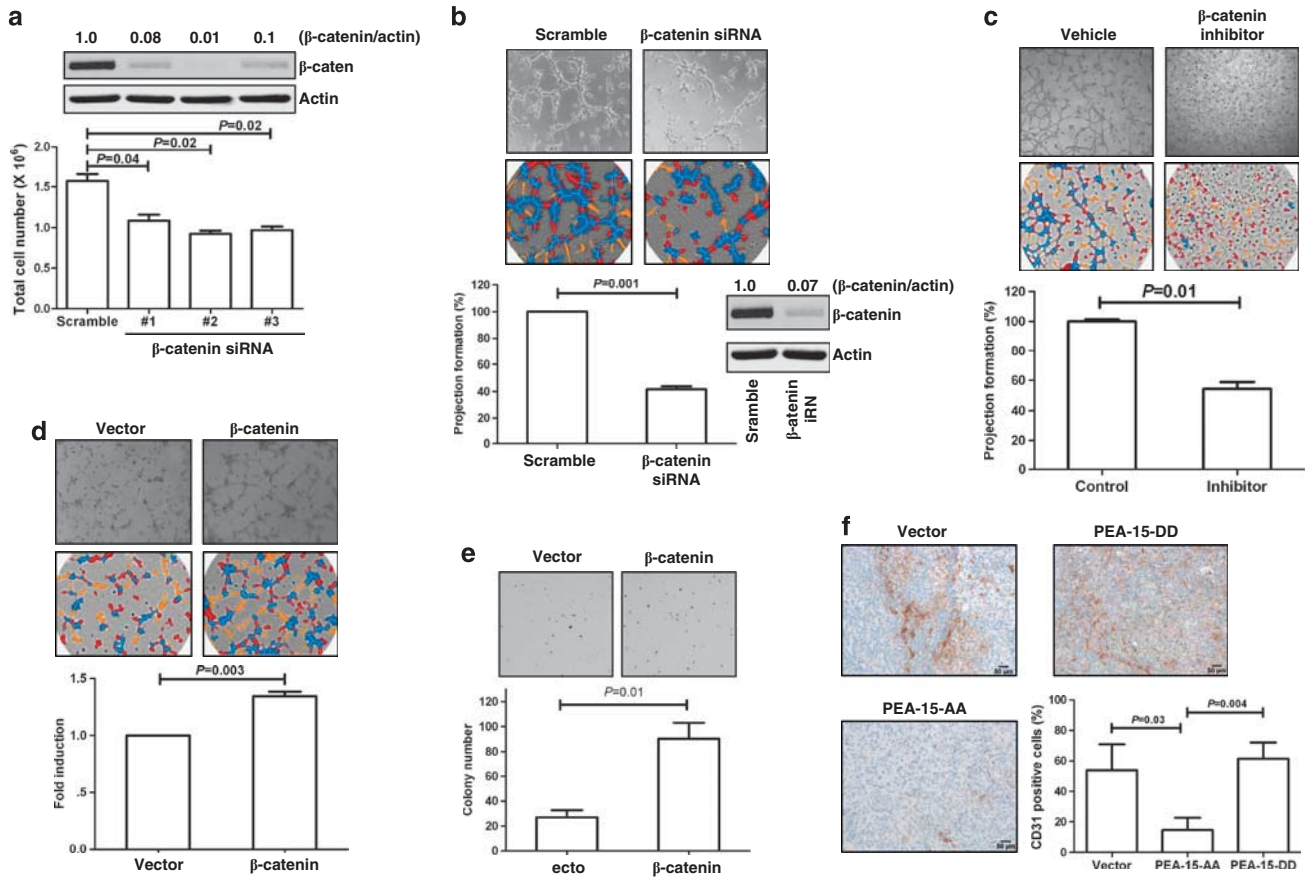 a
1.0 0.08 0.01 0.1 (β-catenin/actin)
β-caten
Actin
P=0.02
P=0.02
P=0.04
Total cell number (X 10⁶)
2.0
1.5
1.0
0.5
0.0
Scramble #1 #2 #3
β-catenin siRNA
b
Scramble β-catenin siRNA
P=0.001
Projection formation (%)
120
100
80
60
40
20
0
Scramble β-catenin
siRNA
1.0 0.07 (β-catenin/actin)
β-catenin
Actin
Sramble
β-atenin
iRN
c
Vehicle β-catenin
inhibitor
P=0.01
Projection formation (%)
120
100
80
60
40
20
0
Control Inhibitor
d
Vector β-catenin
P=0.003
Fold induction
1.5
1.0
.5
0.0
Vector β-catenin
e
Vector β-catenin
P=0.01
Colony number
120
100
80
60
40
20
0
ecto β-catenin
f
Vector PEA-15-DD
50 μm
50 μm
PEA-15-AA
50 μm
P=0.03
P=0.004
CD31 positive cells (%)
80
60
40
20
0
Vector PEA-15-AA PEA-15-DD